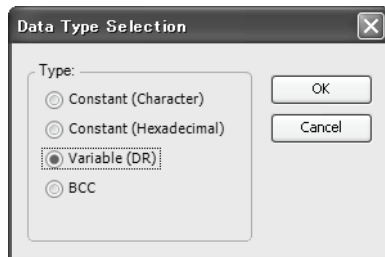 Data Type Selection
Type:
Constant (Character)
Constant (Hexadecimal)
Variable (DR)
BCC
OK
Cancel